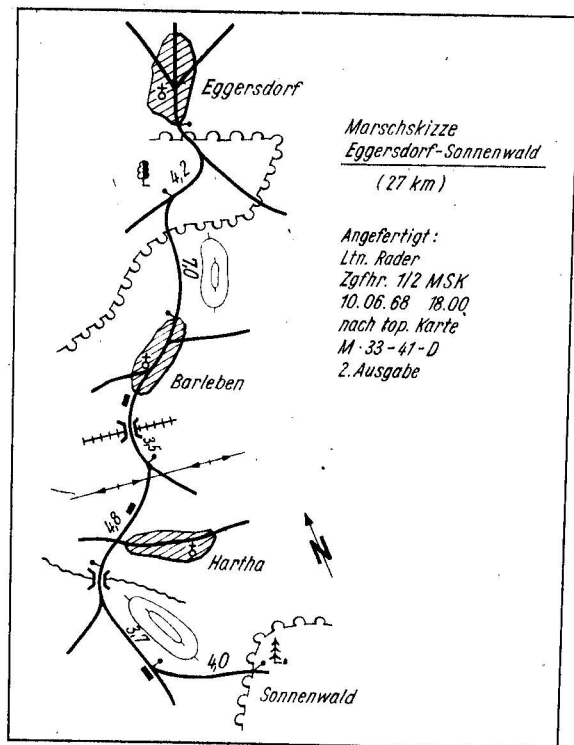 Eggersdorf
Marschskizze
Eggersdorf-Sonnenwald
(27 km)
4,2
Angefertigt:
Ltn. Rader
Zgfhr. 1/2 MSK
10.06.68 18.00
nach top. Karte
M-33-41-D
2. Ausgabe
7,0
Barleben
3,5
4,8
Hartha
N
3,7
4,0
Sonnenwald